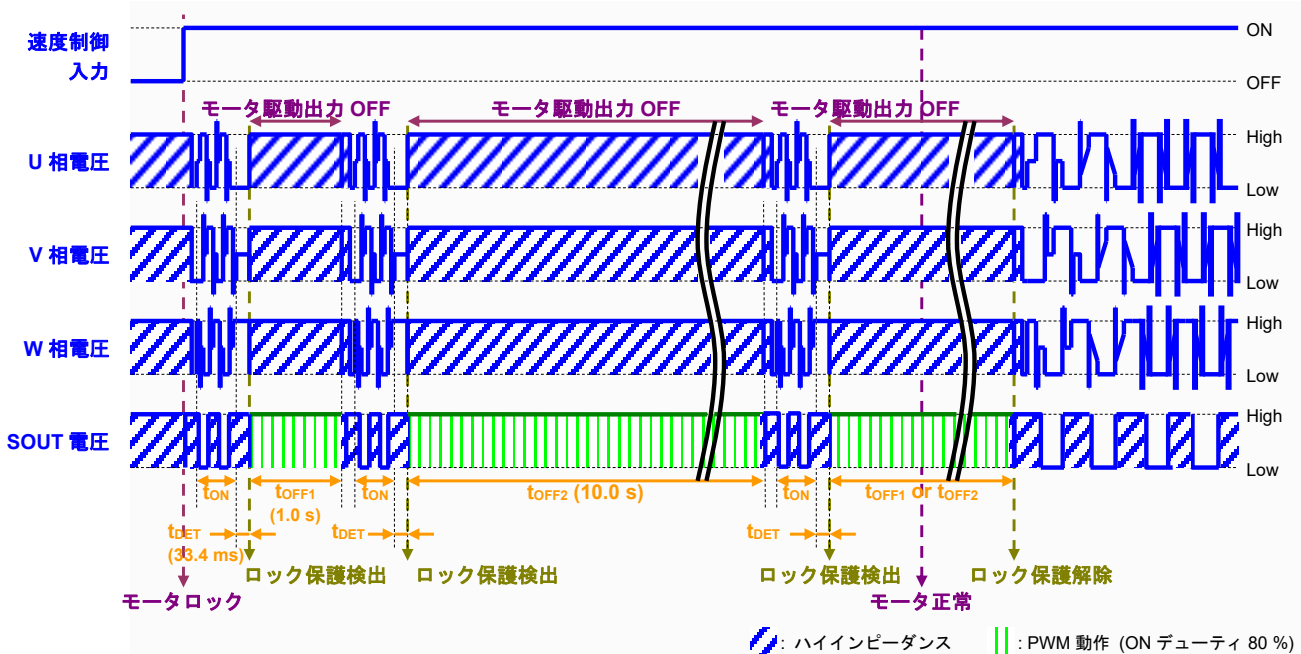 速度制御
入力
ON
OFF
モータ駆動出力 OFF
モータ駆動出力 OFF
モータ駆動出力 OFF
U 相電圧
High
Low
V 相電圧
High
Low
W 相電圧
High
Low
SOUT 電圧
High
Low
tON
tOFF1
(1.0 s)
tON
tOFF2 (10.0 s)
tON
tOFF1 or tOFF2
tDET
(33.4 ms)
tDET
tDET
ロック保護検出
ロック保護検出
ロック保護検出
ロック保護解除
モータロック
モータ正常
: ハイインピーダンス
: PWM 動作 (ON デューティ 80 %)